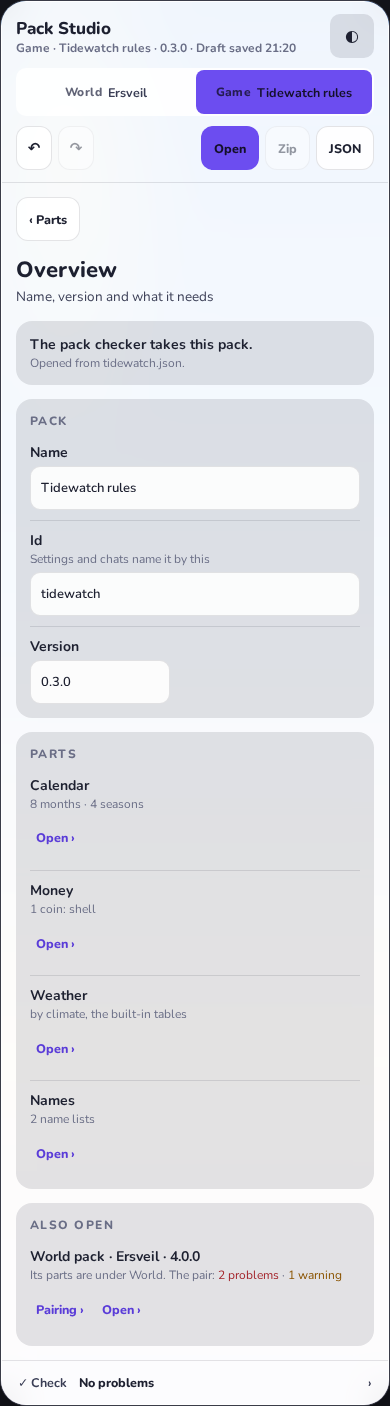 Pack Studio
Game · Tidewatch rules · 0.3.0 · Draft saved 21:20
World Ersveil
Game Tidewatch rules
Open
Zip
JSON
‹ Parts
Overview
Name, version and what it needs
The pack checker takes this pack.
Opened from tidewatch.json.
PACK
Name
Tidewatch rules
Id
Settings and chats name it by this
tidewatch
Version
0.3.0
PARTS
Calendar
8 months · 4 seasons
Open ›
Money
1 coin: shell
Open ›
Weather
by climate, the built-in tables
Open ›
Names
2 name lists
Open ›
ALSO OPEN
World pack · Ersveil · 4.0.0
Its parts are under World. The pair: 2 problems · 1 warning
Pairing › Open ›
✓ Check No problems ›